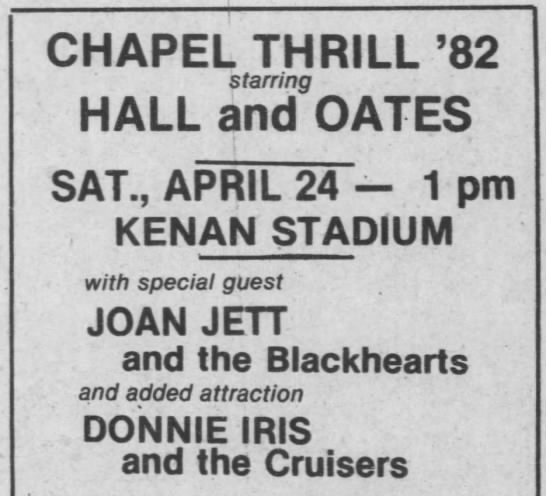 CHAPEL THRILL '82
starring
HALL and OATES
SAT., APRIL 24 — 1 pm
KENAN STADIUM
with special guest
JOAN JETT
and the Blackhearts
and added attraction
DONNIE IRIS
and the Cruisers